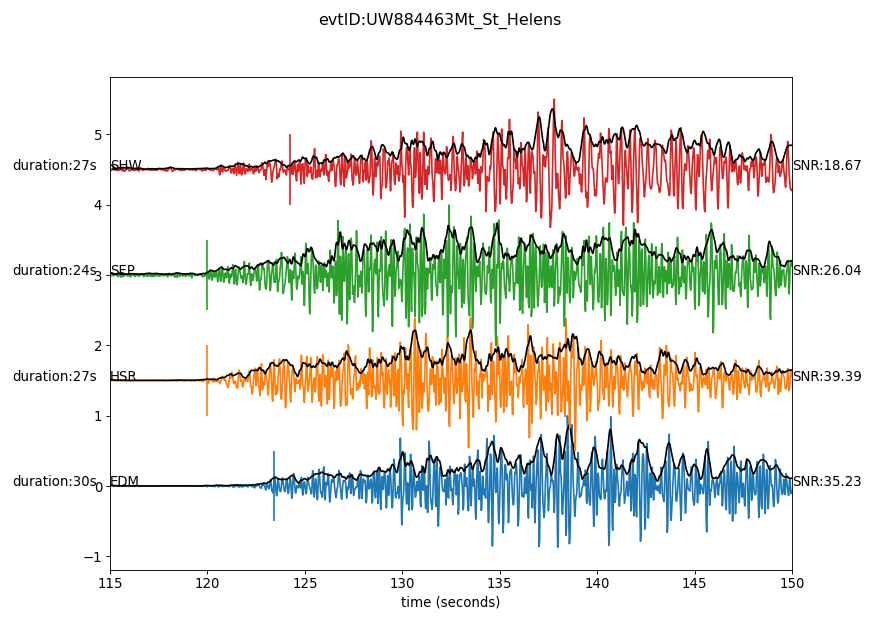 evtID:UW884463Mt_St_Helens
5
duration:27s SHW SNR:18.67
4
duration:24s SEP SNR:26.04
3
2
duration:27s HSR SNR:39.39
1
duration:30s EDM SNR:35.23
0
−1
115 120 125 130 135 140 145 150
time (seconds)